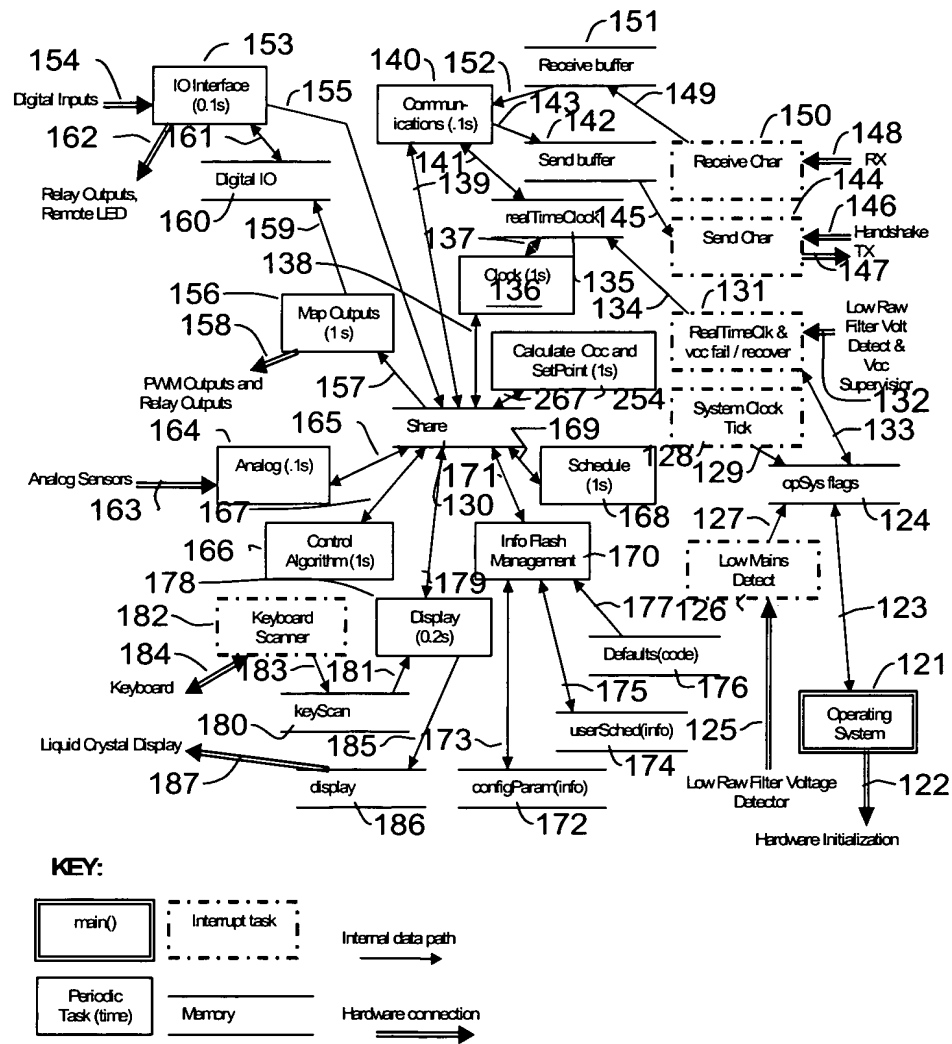 151
153
154
140
152
Receive buffer
IO Interface
(0.1s)
155
Digital Inputs
162
161
Commun-
ications (.1s)
143
142
149
150
148
Send buffer
Receive Char
RX
144
Digital IO
141
139
160
Relay Outputs,
Remote LED
realTimeClock
145
146
Send Char
Handshake
TX
147
159
137
138
Clock (1s)
136
135
134
131
156
Map Outputs
(1 s)
158
RealTimeClk &
vcc fail / recover
Low Raw
Filter Volt
Detect &
Vcc
Supervisior
132
Calculate Occ and
SetPoint (1s)
PWM Outputs and
Relay Outputs
157
267
254
System Clock
Tick
133
164
165
Share
169
128
129
Analog (.1s)
Analog Sensors
163
171
130
Schedule
(1s)
168
opSys flags
124
167
127
166
Control
Algorithm (1s)
Info Flash
Management
170
Low Mains
Detect
126
123
178
179
177
182
Keyboard
Scanner
Display
(0.2s)
184
183
181
Defaults(code)
176
121
Keyboard
175
125
Operating
System
180
keyScan
185
173
userSched(info)
174
122
Liquid Crystal Display
187
display
186
configParam(info)
172
Low Raw Filter Voltage
Detector
Hardware Initialization
KEY:
main()
Interrupt task
Internal data path
Periodic
Task (time)
Memory
Hardware connection